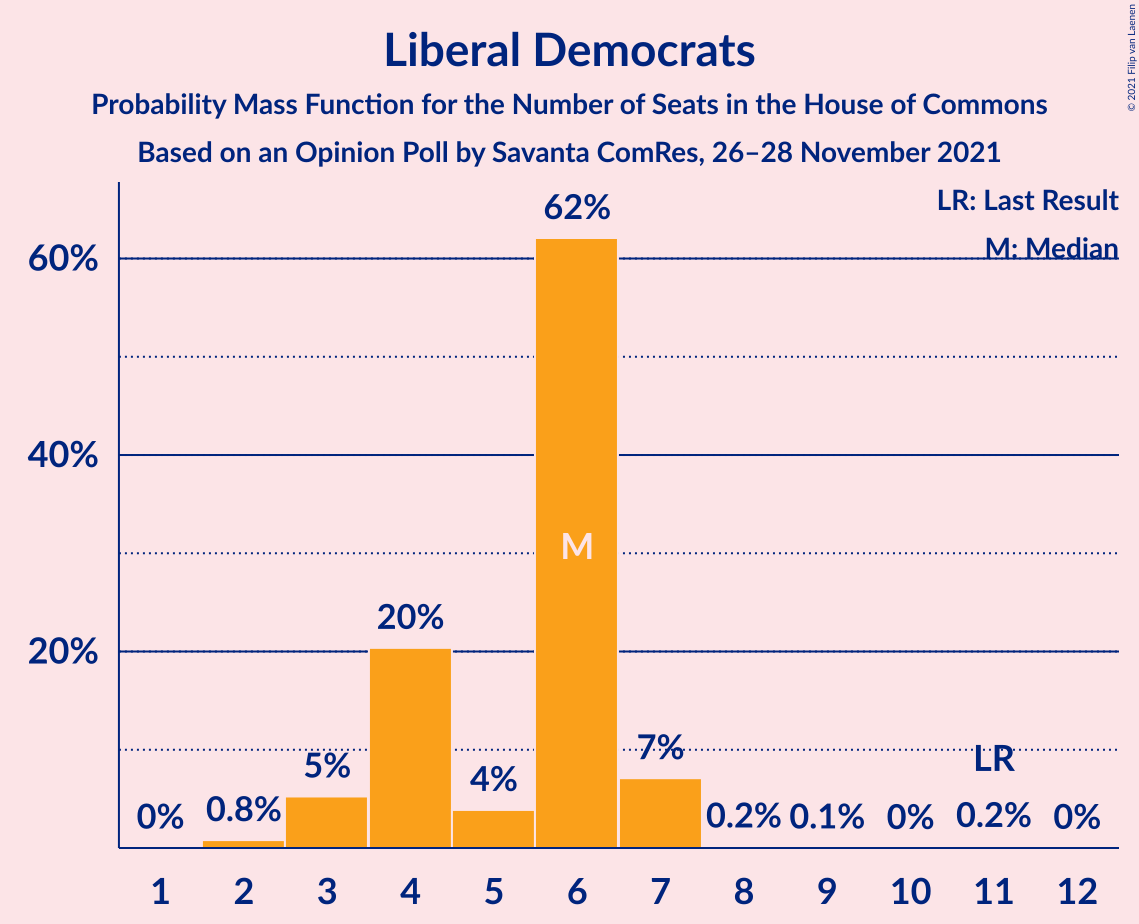 Liberal Democrats
Probability Mass Function for the Number of Seats in the House of Commons
Based on an Opinion Poll by Savanta ComRes, 26–28 November 2021
© 2021 Filip van Laenen
LR: Last Result
M: Median
60%
40%
20%
0%
0.8%
5%
20%
4%
62%
M
7%
0.2%
0.1%
0%
LR
0.2%
0%
1 2 3 4 5 6 7 8 9 10 11 12